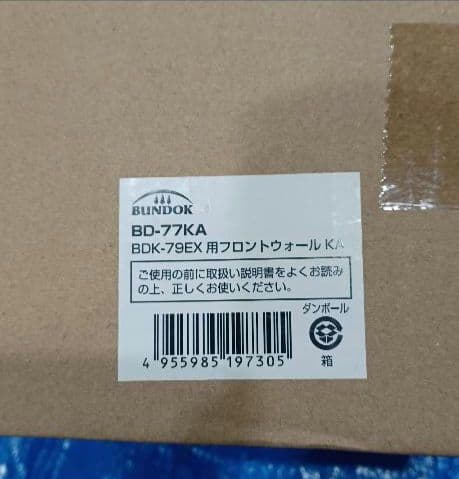 BUNDOK
BD-77KA
BDK-79EX 用フロントウォール KA
ご使用の前に取扱い説明書をよくお読み
の上、正しくお使いください。
ダンボール
箱
4 955985 197305